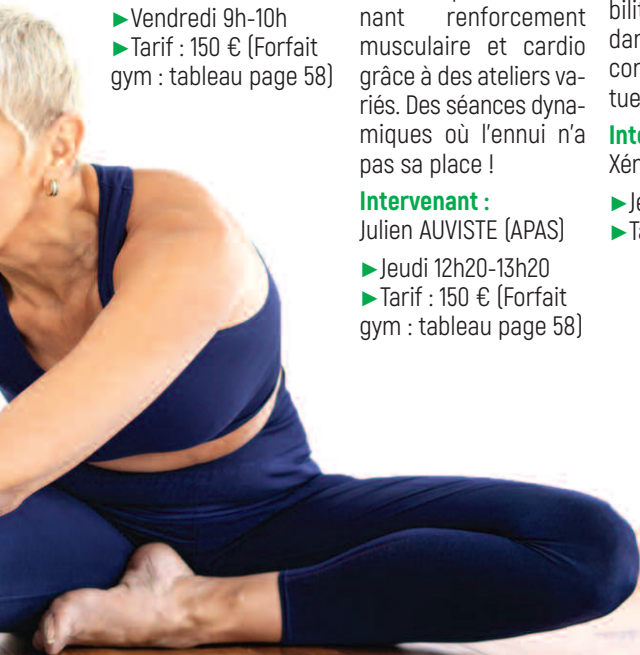 ►Vendredi 9h-10h
►Tarif : 150 € (Forfait
gym : tableau page 58)
nant renforcement
musculaire et cardio
grâce à des ateliers va-
riés. Des séances dyna-
miques où l'ennui n'a
pas sa place !
Intervenant :
Julien AUVISTE (APAS)
►Jeudi 12h20-13h20
►Tarif : 150 € (Forfait
gym : tableau page 58)